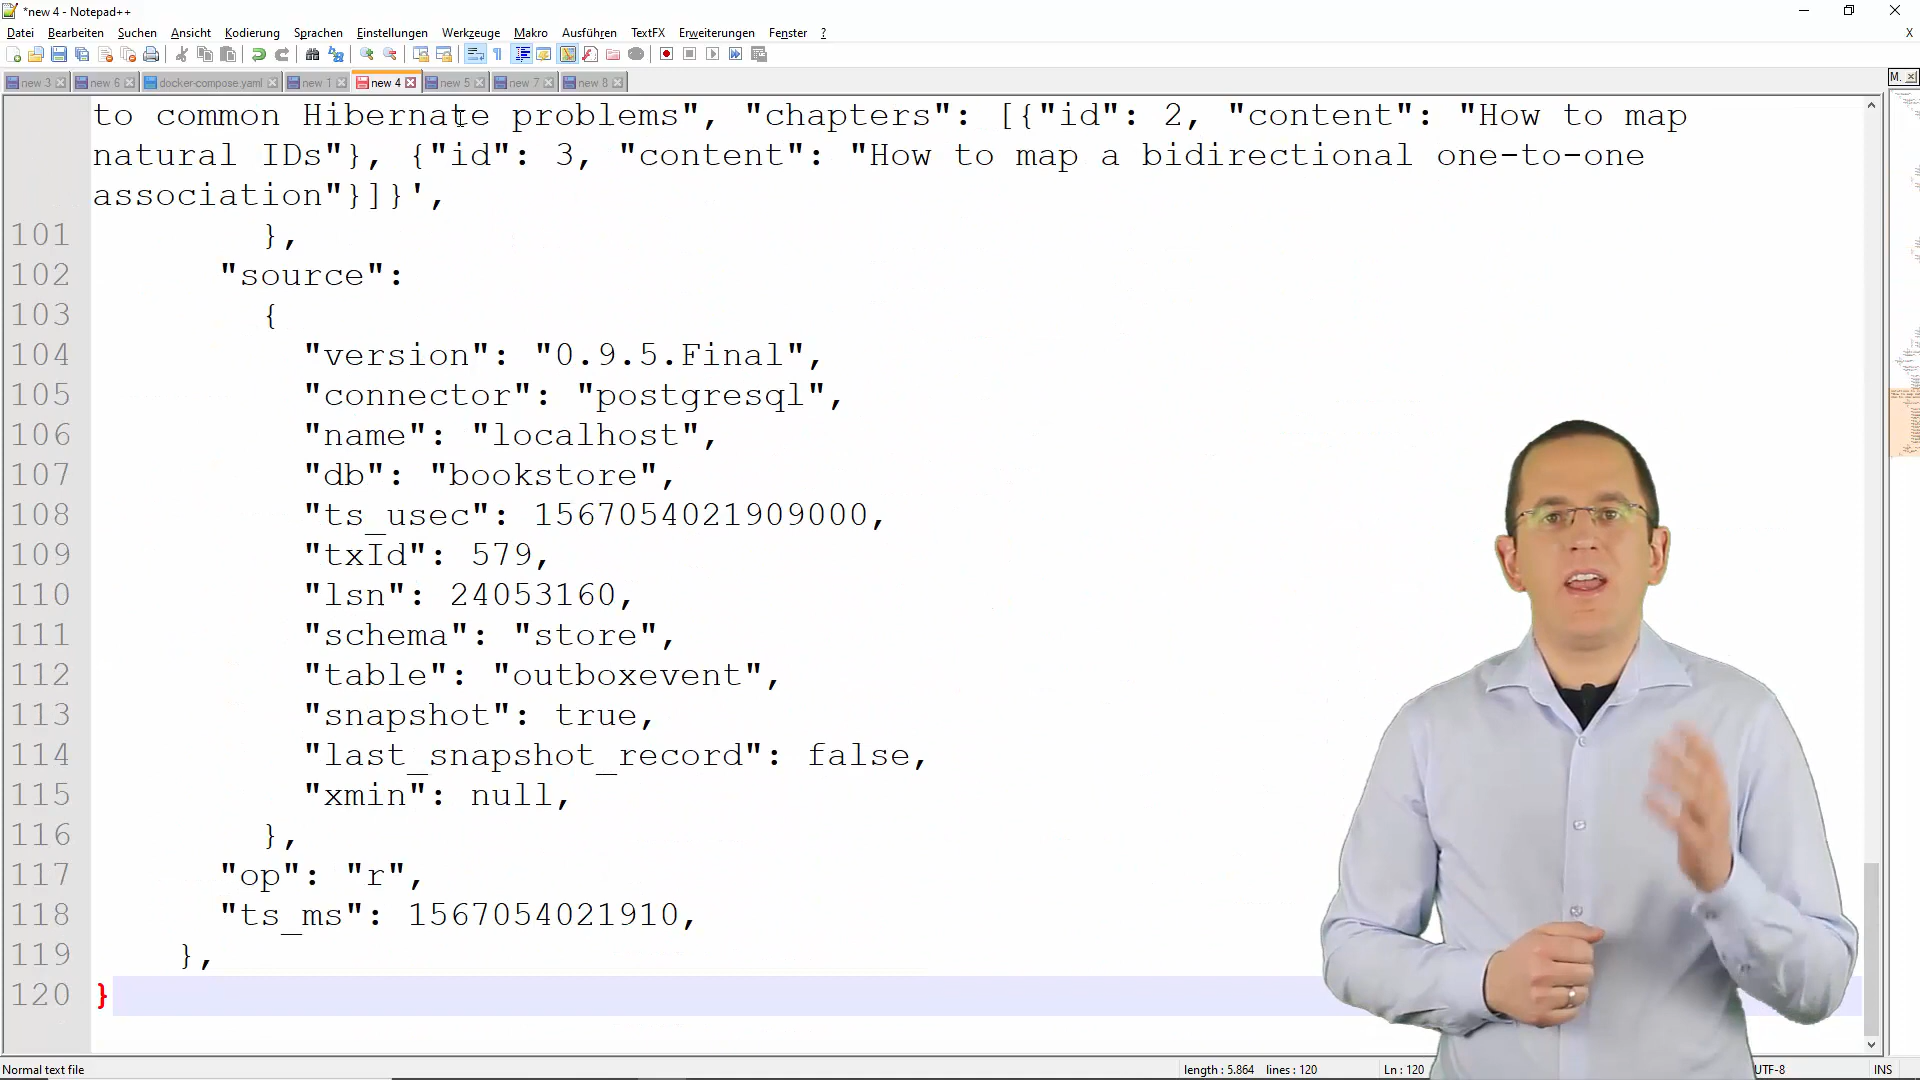 *new 4 - Notepad++
Datei Bearbeiten Suchen Ansicht Kodierung Sprachen Einstellungen Werkzeuge Makro Ausführen TextFX Erweiterungen Fenster ? X
new 3 new 6 docker-compose.yaml new 1 new 4 new 5 new 7 new 8 M.
to common Hibernate problems", "chapters": [{"id": 2, "content": "How to map
natural IDs"}, {"id": 3, "content": "How to map a bidirectional one-to-one
association"}]}',
101 },
102 "source":
103 {
104 "version": "0.9.5.Final",
105 "connector": "postgresql",
106 "name": "localhost",
107 "db": "bookstore",
108 "ts_usec": 1567054021909000,
109 "txId": 579,
110 "lsn": 24053160,
111 "schema": "store",
112 "table": "outboxevent",
113 "snapshot": true,
114 "last_snapshot_record": false,
115 "xmin": null,
116 },
117 "op": "r",
118 "ts_ms": 1567054021910,
119 },
120 }
Normal text file length : 5.864 lines : 120 Ln : 120 UTF-8 INS